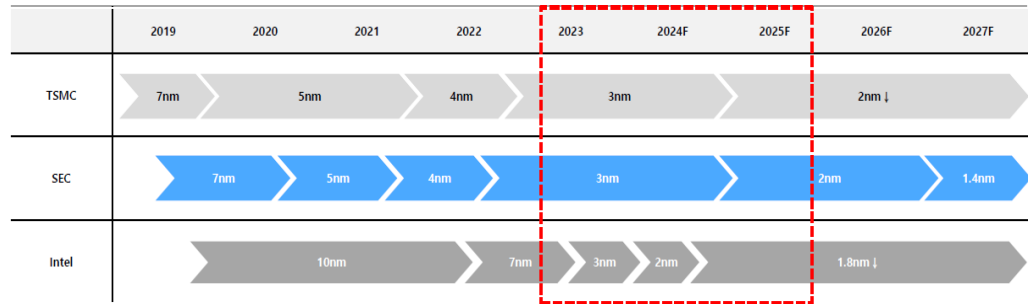 2019 2020 2021 2022 2023 2024F 2025F 2026F 2027F
TSMC 7nm 5nm 4nm 3nm 2nm↓
SEC 7nm 5nm 4nm 3nm 2nm 1.4nm
Intel 10nm 7nm 3nm 2nm 1.8nm↓